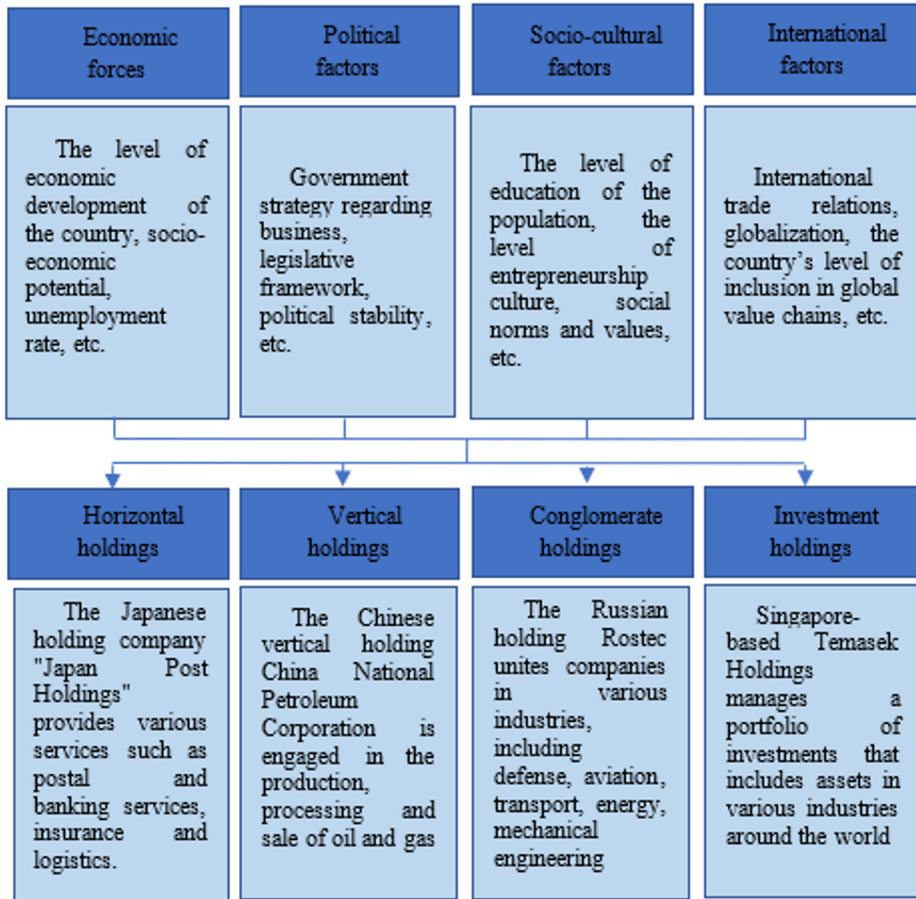 Economic
forces
Political
factors
Socio-cultural
factors
International
factors
The level of
economic
development of
the country, socio-
economic
potential,
unemployment
rate, etc.
Government
strategy regarding
business,
legislative
framework,
political stability,
etc.
The level of
education of the
population, the
level of
entrepreneurship
culture, social
norms and values,
etc.
International
trade relations,
globalization, the
country’s level of
inclusion in global
value chains, etc.
Horizontal
holdings
Vertical
holdings
Conglomerate
holdings
Investment
holdings
The Japanese
holding company
"Japan Post
Holdings"
provides various
services such as
postal and
banking services,
insurance and
logistics.
The Chinese
vertical holding
China National
Petroleum
Corporation is
engaged in the
production,
processing and
sale of oil and gas
The Russian
holding Rostec
unites companies
in various
industries,
including
defense, aviation,
transport, energy,
mechanical
engineering
Singapore-
based Temasek
Holdings
manages a
portfolio of
investments that
includes assets in
various industries
around the world